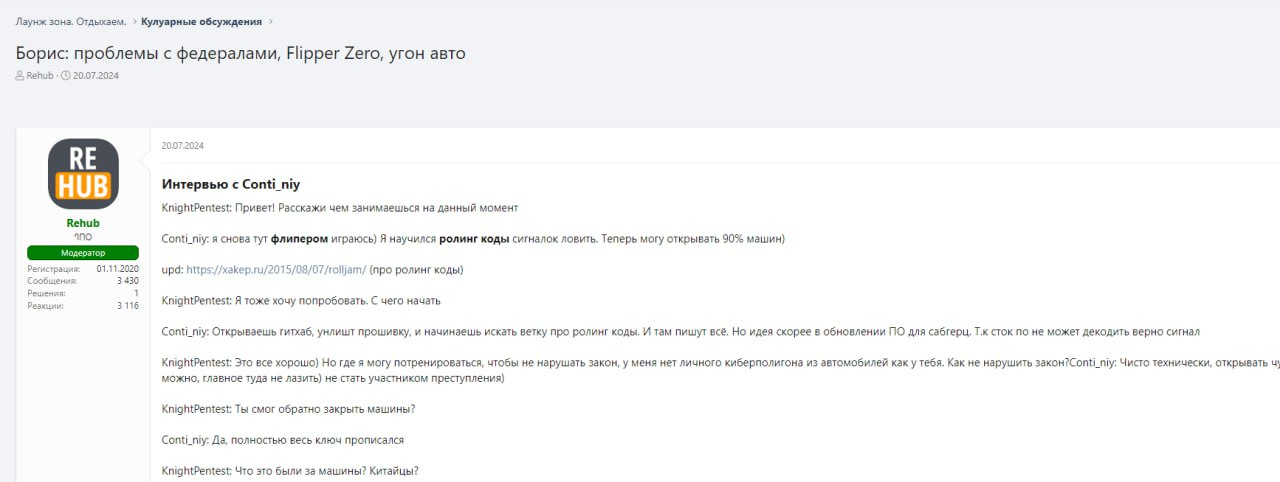 Лаунж зона. Отдыхаем. > Кулуарные обсуждения >
Борис: проблемы с федералами, Flipper Zero, угон авто
Rehub · 20.07.2024
RE
HUB
Rehub
Модератор
Регистрация: 01.11.2020
Сообщения: 3 430
Решения: 1
Реакции: 3 116
20.07.2024
Интервью с Conti_niy
KnightPentest: Привет! Расскажи чем занимаешься на данный момент
Conti_niy: я снова тут флипером играюсь) Я научился ролинг коды сигналок ловить. Теперь могу открывать 90% машин)
upd: https://xakep.ru/2015/08/07/rolljam/ (про ролинг коды)
KnightPentest: Я тоже хочу попробовать. С чего начать
Conti_niy: Открываешь гитхаб, унлишт прошивку, и начинаешь искать ветку про ролинг коды. И там пишут всё. Но идея скорее в обновлении ПО для сабгерц. Т.к сток по не может декодить верно сигнал
KnightPentest: Это все хорошо) Но где я могу потренироваться, чтобы не нарушать закон, у меня нет личного киберполигона из автомобилей как у тебя. Как не нарушить закон?Conti_niy: Чисто технически, открывать
можно, главное туда не лазить) не стать участником преступления)
KnightPentest: Ты смог обратно закрыть машины?
Conti_niy: Да, полностью весь ключ прописался
KnightPentest: Что это были за машины? Китайцы?